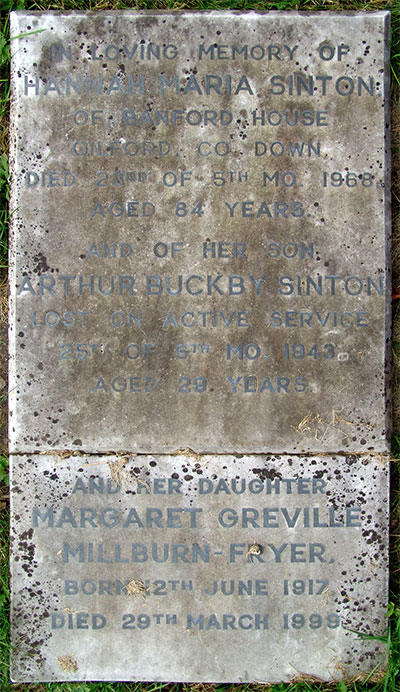 IN LOVING MEMORY OF
HANNAH MARIA SINTON
OF BANFORD HOUSE
GILFORD, CO. DOWN.
DIED 23RD OF 5TH MO. 1968.
AGED 84 YEARS.
AND OF HER SON
ARTHUR BUCKBY SINTON
LOST ON ACTIVE SERVICE
25TH OF 6TH MO. 1943.
AGED 29 YEARS.
AND HER DAUGHTER
MARGARET GREVILLE
MILLBURN-FRYER,
BORN 12TH JUNE 1917
DIED 29TH MARCH 1999.